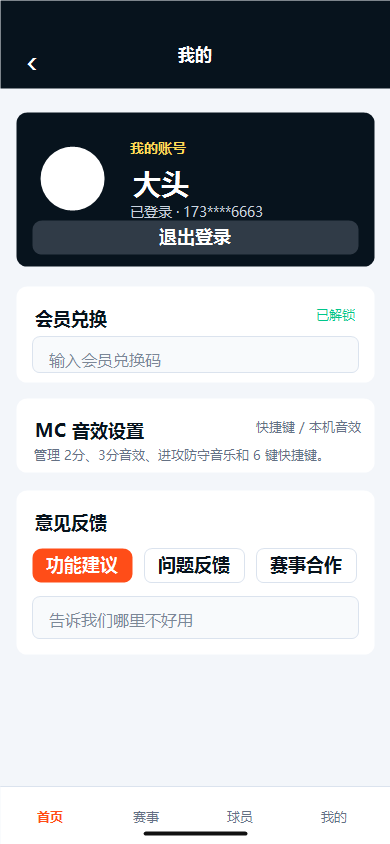 我的
‹
我的账号
大头
已登录 · 173****6663
退出登录
会员兑换 已解锁
输入会员兑换码
MC 音效设置 快捷键 / 本机音效
管理 2分、3分音效、进攻防守音乐和 6 键快捷键。
意见反馈
功能建议 问题反馈 赛事合作
告诉我们哪里不好用
首页 赛事 球员 我的